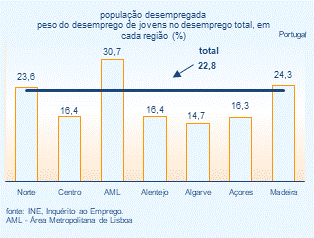 população desempregada
peso do desemprego de jovens no desemprego total, em
cada região (%)
Portugal
total
22,8
23,6
16,4
30,7
16,4
14,7
16,3
24,3
Norte
Centro
AML
Alentejo
Algarve
Açores
Madeira
fonte: INE, Inquérito ao Emprego.
AML - Área Metropolitana de Lisboa